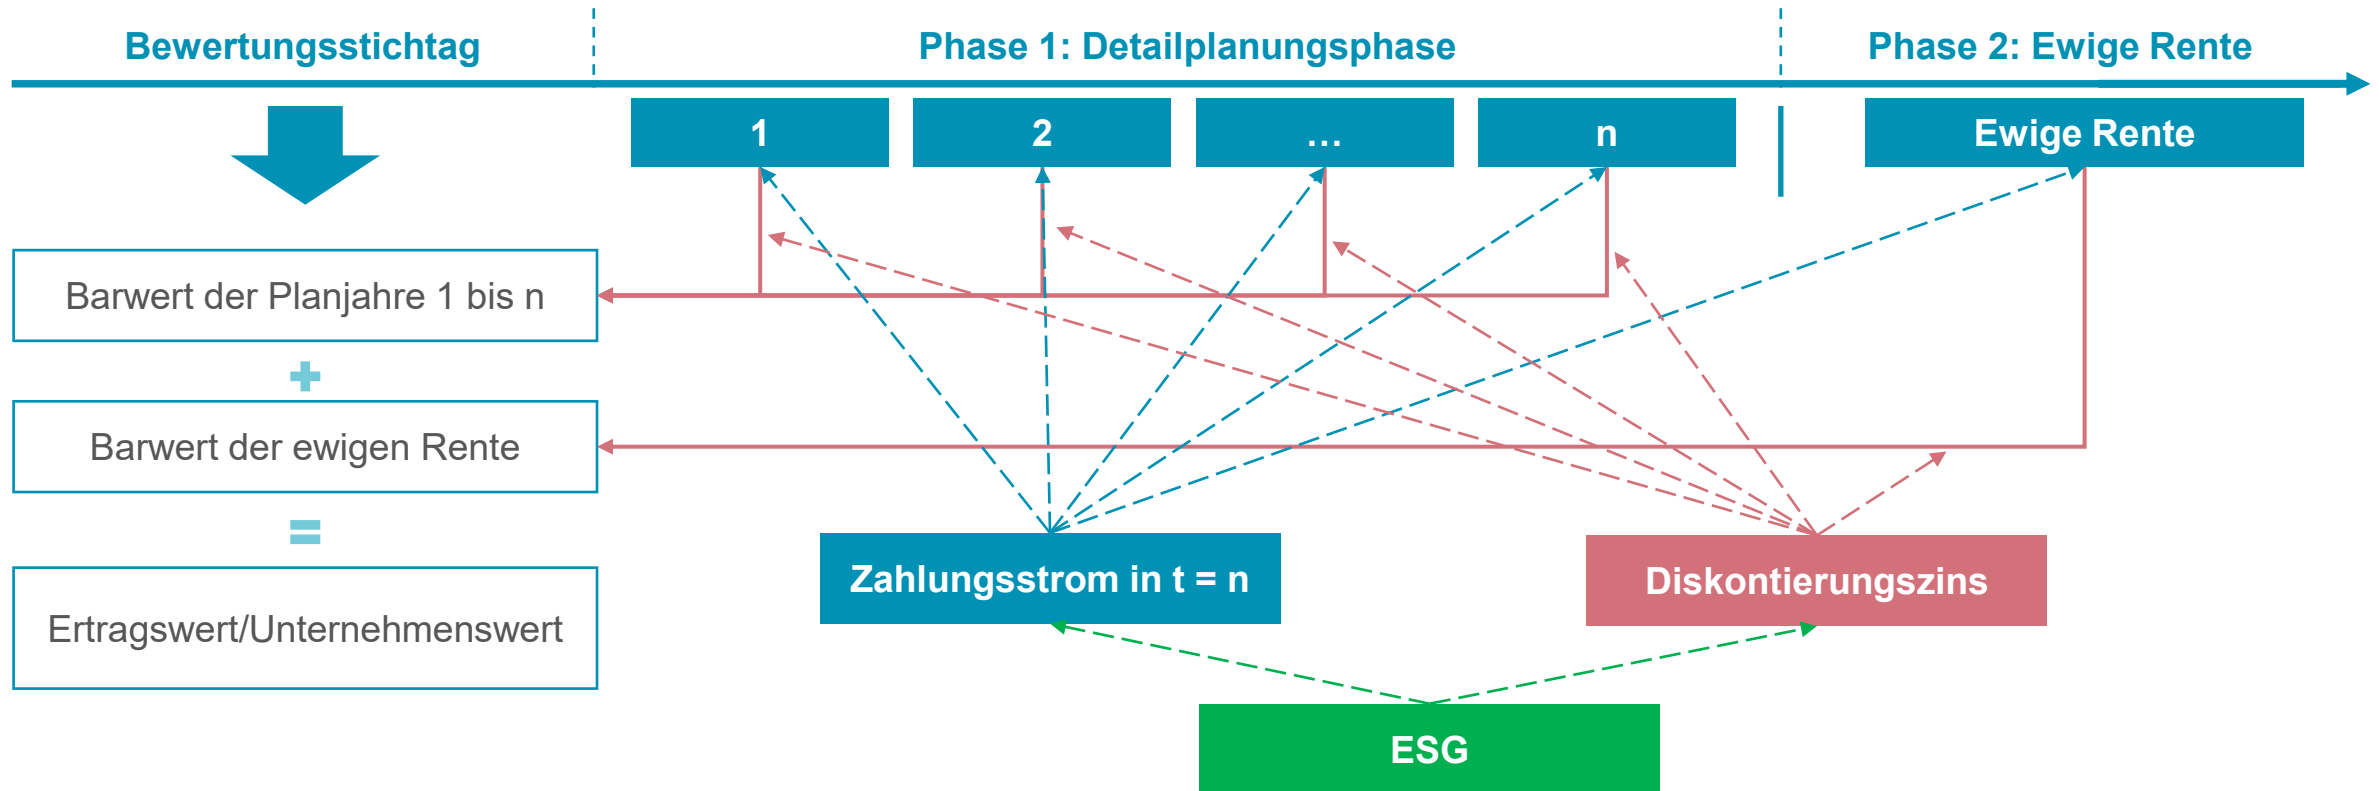 Bewertungsstichtag
Phase 1: Detailplanungsphase
Phase 2: Ewige Rente
1
2
…
n
Ewige Rente
Barwert der Planjahre 1 bis n
+
Barwert der ewigen Rente
=
Ertragswert/Unternehmenswert
Zahlungsstrom in t = n
Diskontierungszins
ESG